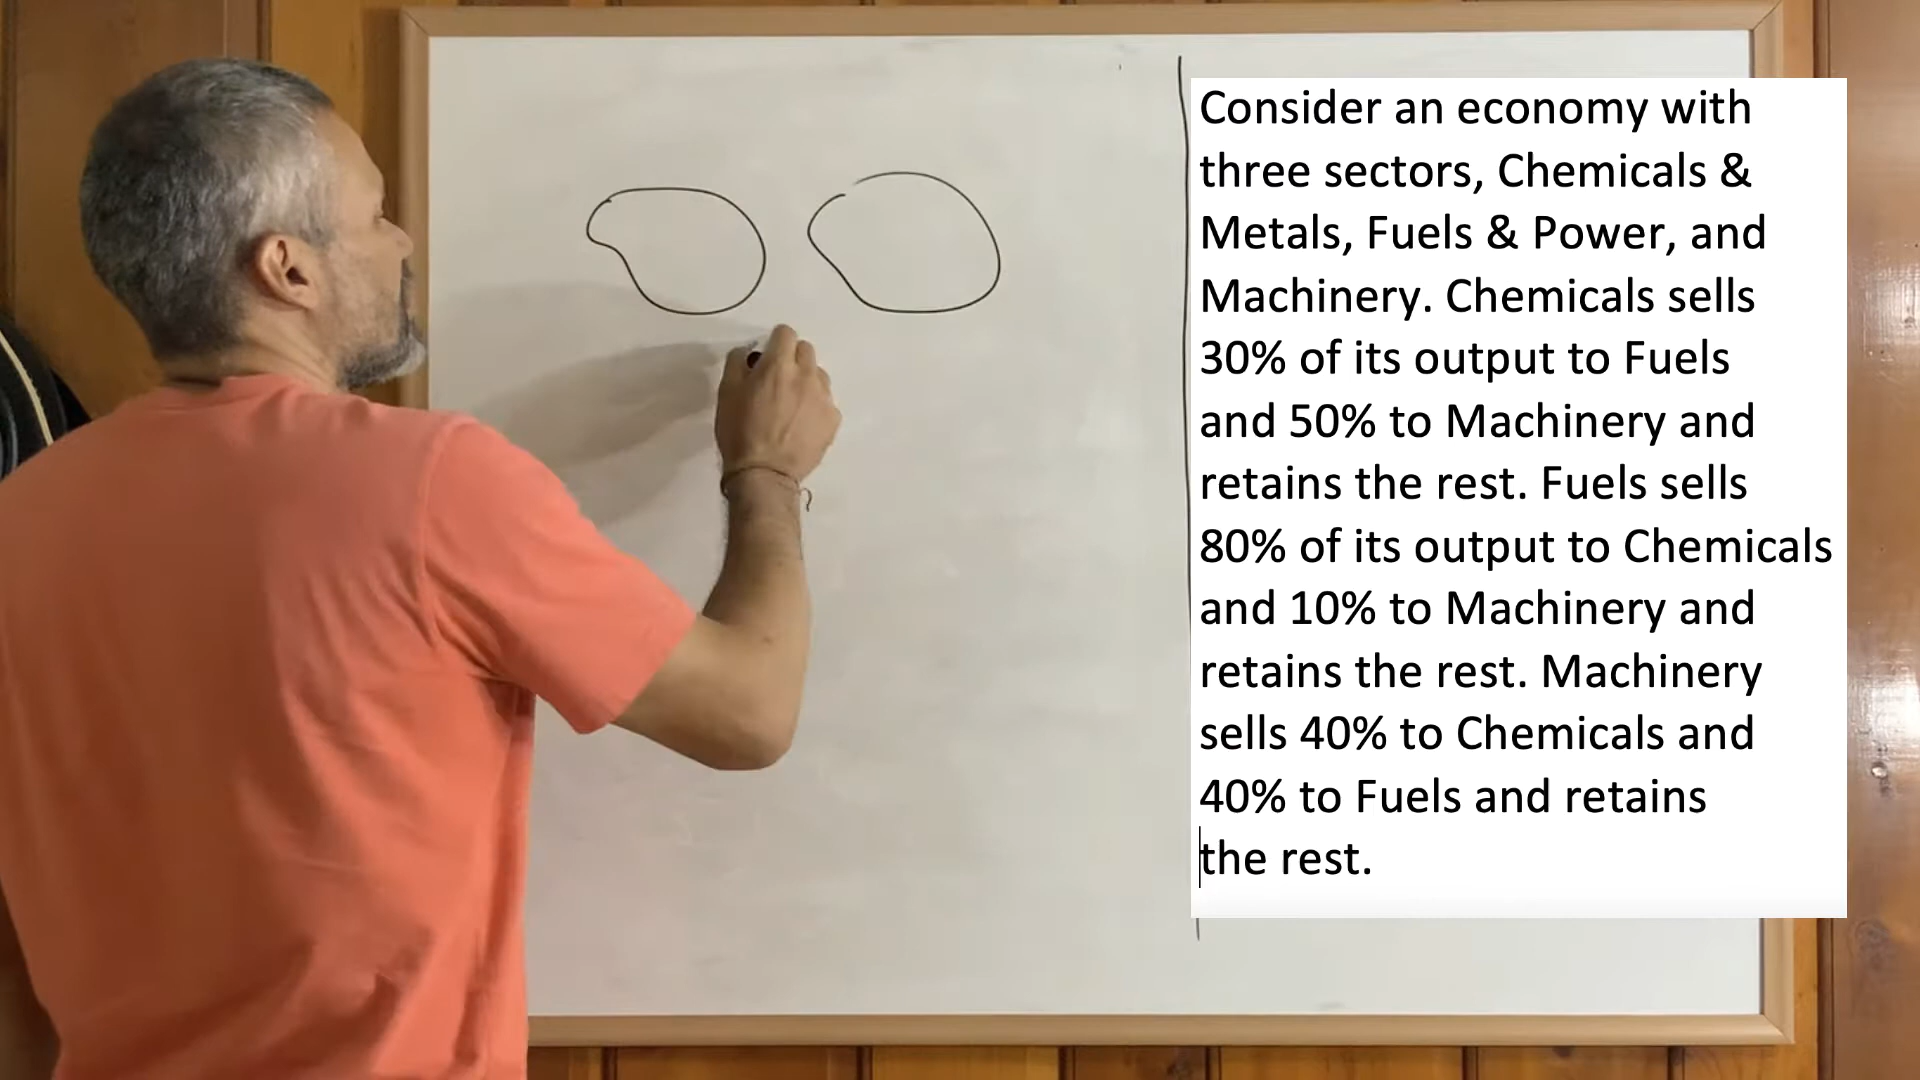 Consider an economy with
three sectors, Chemicals &
Metals, Fuels & Power, and
Machinery. Chemicals sells
30% of its output to Fuels
and 50% to Machinery and
retains the rest. Fuels sells
80% of its output to Chemicals
and 10% to Machinery and
retains the rest. Machinery
sells 40% to Chemicals and
40% to Fuels and retains
the rest.